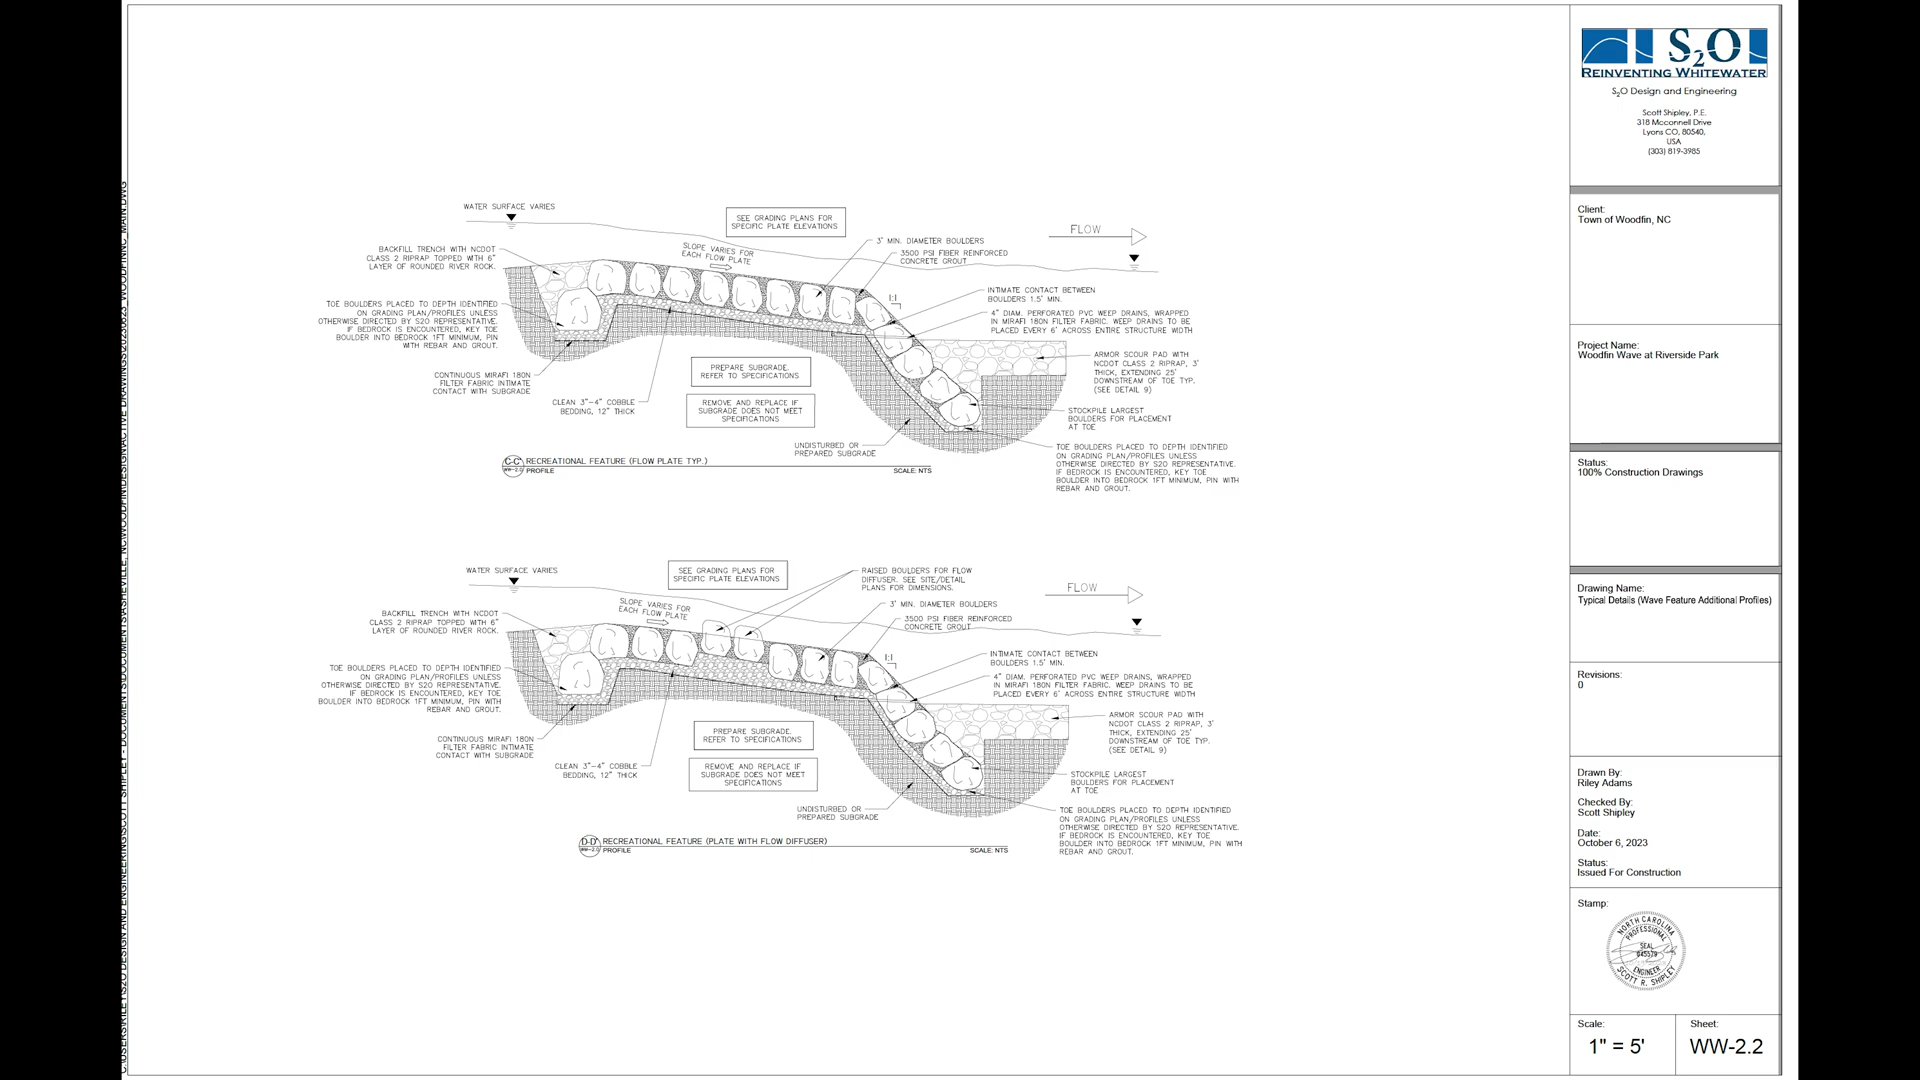 WATER SURFACE VARIES
SEE GRADING PLANS FOR
SPECIFIC PLATE ELEVATIONS
FLOW
SLOPE VARIES FOR
EACH FLOW PLATE
3' MIN. DIAMETER BOULDERS
3500 PSI FIBER REINFORCED
CONCRETE GROUT
BACKFILL TRENCH WITH NCDOT
CLASS 2 RIPRAP TOPPED WITH 6"
LAYER OF ROUNDED RIVER ROCK.
1:1
INTIMATE CONTACT BETWEEN
BOULDERS 1.5' MIN.
TOE BOULDERS PLACED TO DEPTH IDENTIFIED
ON GRADING PLAN/PROFILES UNLESS
OTHERWISE DIRECTED BY S2O REPRESENTATIVE.
IF BEDROCK IS ENCOUNTERED, KEY TOE
BOULDER INTO BEDROCK 1FT MINIMUM, PIN
WITH REBAR AND GROUT.
4" DIAM. PERFORATED PVC WEEP DRAINS, WRAPPED
IN MIRAFI 180N FILTER FABRIC. WEEP DRAINS TO BE
PLACED EVERY 6' ACROSS ENTIRE STRUCTURE WIDTH
ARMOR SCOUR PAD WITH
NCDOT CLASS 2 RIPRAP, 3'
THICK, EXTENDING 25'
DOWNSTREAM OF TOE TYP.
(SEE DETAIL 9)
CONTINUOUS MIRAFI 180N
FILTER FABRIC INTIMATE
CONTACT WITH SUBGRADE
PREPARE SUBGRADE.
REFER TO SPECIFICATIONS
CLEAN 3"-4" COBBLE
BEDDING, 12" THICK
REMOVE AND REPLACE IF
SUBGRADE DOES NOT MEET
SPECIFICATIONS
STOCKPILE LARGEST
BOULDERS FOR PLACEMENT
AT TOE
UNDISTURBED OR
PREPARED SUBGRADE
TOE BOULDERS PLACED TO DEPTH IDENTIFIED
ON GRADING PLAN/PROFILES UNLESS
OTHERWISE DIRECTED BY S2O REPRESENTATIVE.
IF BEDROCK IS ENCOUNTERED, KEY TOE
BOULDER INTO BEDROCK 1FT MINIMUM, PIN WITH
REBAR AND GROUT.
C-C' RECREATIONAL FEATURE (FLOW PLATE TYP.)
WW-2.0 PROFILE SCALE: NTS
WATER SURFACE VARIES
SEE GRADING PLANS FOR
SPECIFIC PLATE ELEVATIONS
RAISED BOULDERS FOR FLOW
DIFFUSER. SEE SITE/DETAIL
PLANS FOR DIMENSIONS.
FLOW
SLOPE VARIES FOR
EACH FLOW PLATE
3' MIN. DIAMETER BOULDERS
3500 PSI FIBER REINFORCED
CONCRETE GROUT
BACKFILL TRENCH WITH NCDOT
CLASS 2 RIPRAP TOPPED WITH 6"
LAYER OF ROUNDED RIVER ROCK.
1:1
INTIMATE CONTACT BETWEEN
BOULDERS 1.5' MIN.
TOE BOULDERS PLACED TO DEPTH IDENTIFIED
ON GRADING PLAN/PROFILES UNLESS
OTHERWISE DIRECTED BY S2O REPRESENTATIVE.
IF BEDROCK IS ENCOUNTERED, KEY TOE
BOULDER INTO BEDROCK 1FT MINIMUM, PIN WITH
REBAR AND GROUT.
4" DIAM. PERFORATED PVC WEEP DRAINS, WRAPPED
IN MIRAFI 180N FILTER FABRIC. WEEP DRAINS TO BE
PLACED EVERY 6' ACROSS ENTIRE STRUCTURE WIDTH
ARMOR SCOUR PAD WITH
NCDOT CLASS 2 RIPRAP, 3'
THICK, EXTENDING 25'
DOWNSTREAM OF TOE TYP.
(SEE DETAIL 9)
CONTINUOUS MIRAFI 180N
FILTER FABRIC INTIMATE
CONTACT WITH SUBGRADE
PREPARE SUBGRADE.
REFER TO SPECIFICATIONS
CLEAN 3"-4" COBBLE
BEDDING, 12" THICK
REMOVE AND REPLACE IF
SUBGRADE DOES NOT MEET
SPECIFICATIONS
STOCKPILE LARGEST
BOULDERS FOR PLACEMENT
AT TOE
UNDISTURBED OR
PREPARED SUBGRADE
TOE BOULDERS PLACED TO DEPTH IDENTIFIED
ON GRADING PLAN/PROFILES UNLESS
OTHERWISE DIRECTED BY S2O REPRESENTATIVE.
IF BEDROCK IS ENCOUNTERED, KEY TOE
BOULDER INTO BEDROCK 1FT MINIMUM, PIN WITH
REBAR AND GROUT.
D-D' RECREATIONAL FEATURE (PLATE WITH FLOW DIFFUSER)
WW-2.0 PROFILE SCALE: NTS
S2O
REINVENTING WHITEWATER
S2O Design and Engineering
Scott Shipley, P.E.
318 Mcconnell Drive
Lyons CO, 80540,
USA
(303) 819-3985
Client:
Town of Woodfin, NC
Project Name:
Woodfin Wave at Riverside Park
Status:
100% Construction Drawings
Drawing Name:
Typical Details (Wave Feature Additional Profiles)
Revisions:
0
Drawn By:
Riley Adams
Checked By:
Scott Shipley
Date:
October 6, 2023
Status:
Issued For Construction
Stamp:
NORTH CAROLINA
PROFESSIONAL
SEAL
045579
ENGINEER
SCOTT R. SHIPLEY
Scale:
1" = 5'
Sheet:
WW-2.2